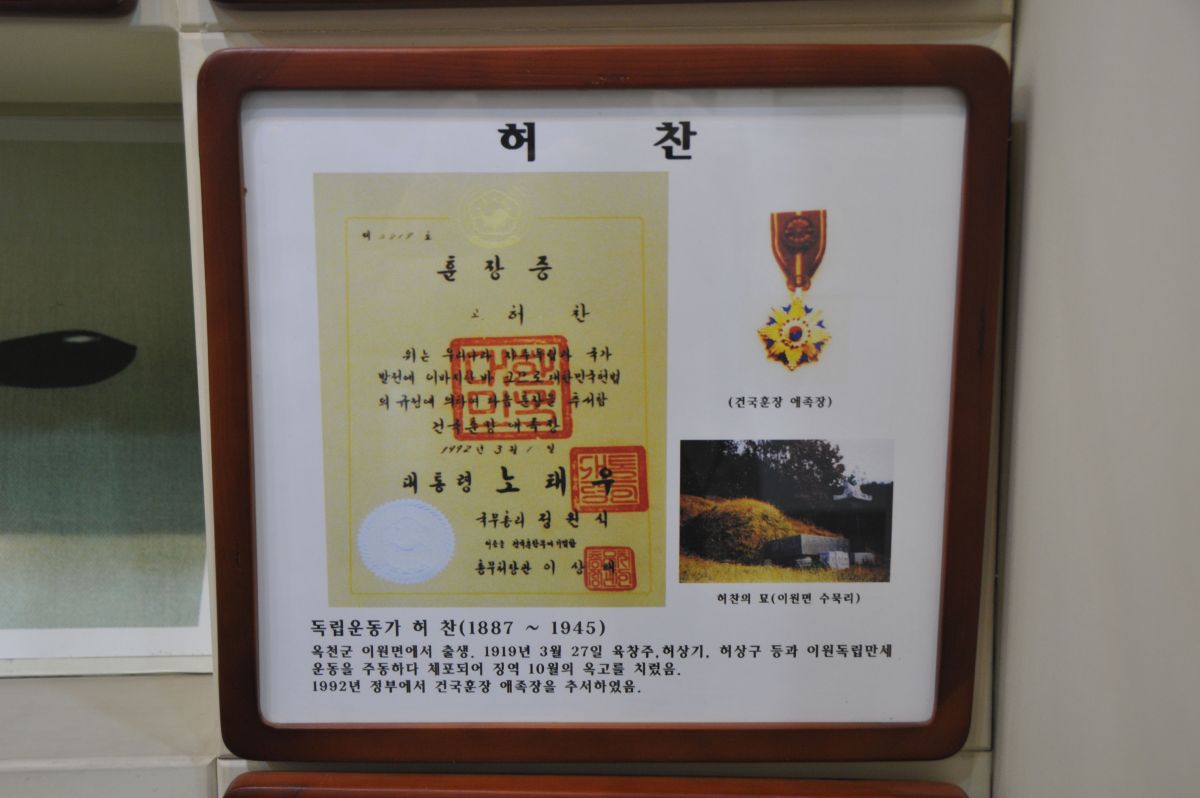 허 찬
제 2019 호
훈 장 증
고 허 찬
위는 우리나라 자주독립과 국가
발전에 이바지한 바 크므로 대한민국헌법
의 규정에 의하여 다음 훈장을 추서함
건국훈장 애족장
1992년 3월 1일
대통령 노태우
국무총리 정원식
이증을 건국훈장부에 기입함
총무처장관 이상배
(건국훈장 애족장)
허찬의 묘(이원면 수묵리)
독립운동가 허 찬(1887 ~ 1945)
옥천군 이원면에서 출생. 1919년 3월 27일 육창주,허상기, 허상구 등과 이원독립만세
운동을 주동하다 체포되어 징역 10월의 옥고를 치렀음.
1992년 정부에서 건국훈장 애족장을 추서하였음.